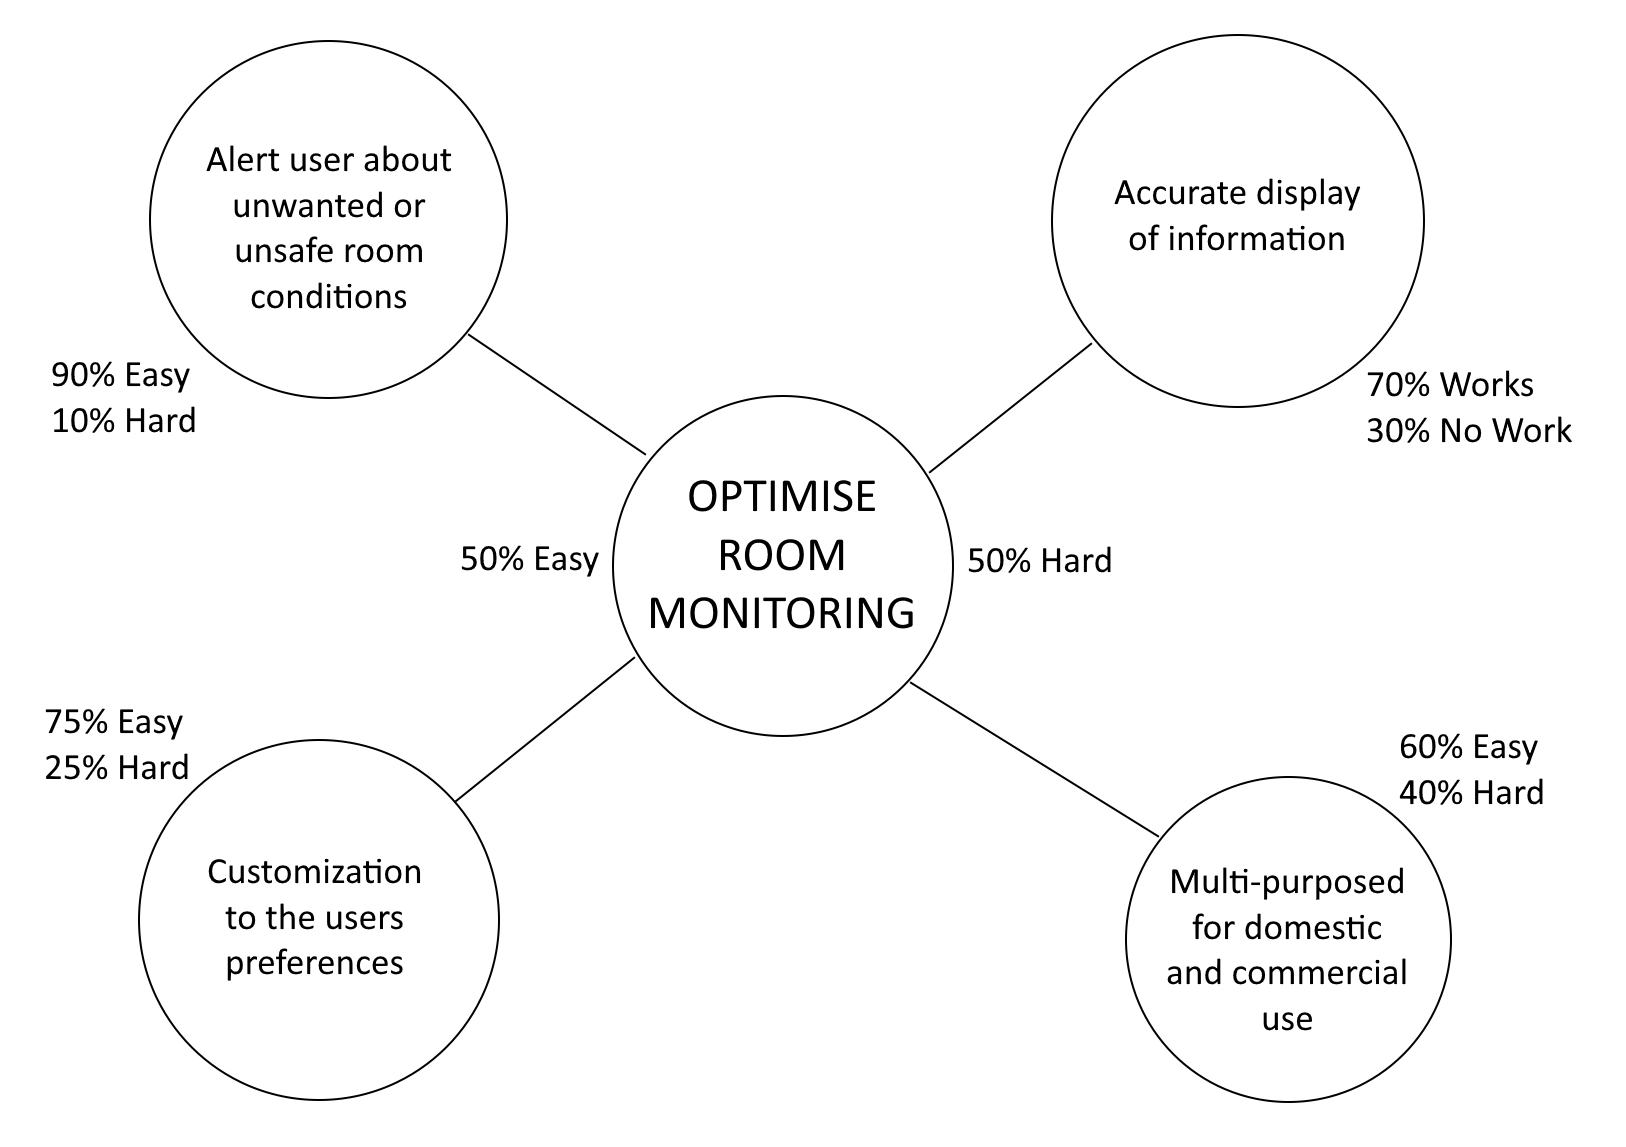 Alert user about
unwanted or
unsafe room
conditions
90% Easy
10% Hard
Accurate display
of information
70% Works
30% No Work
OPTIMISE
ROOM
MONITORING
50% Easy
50% Hard
75% Easy
25% Hard
Customization
to the users
preferences
60% Easy
40% Hard
Multi-purposed
for domestic
and commercial
use